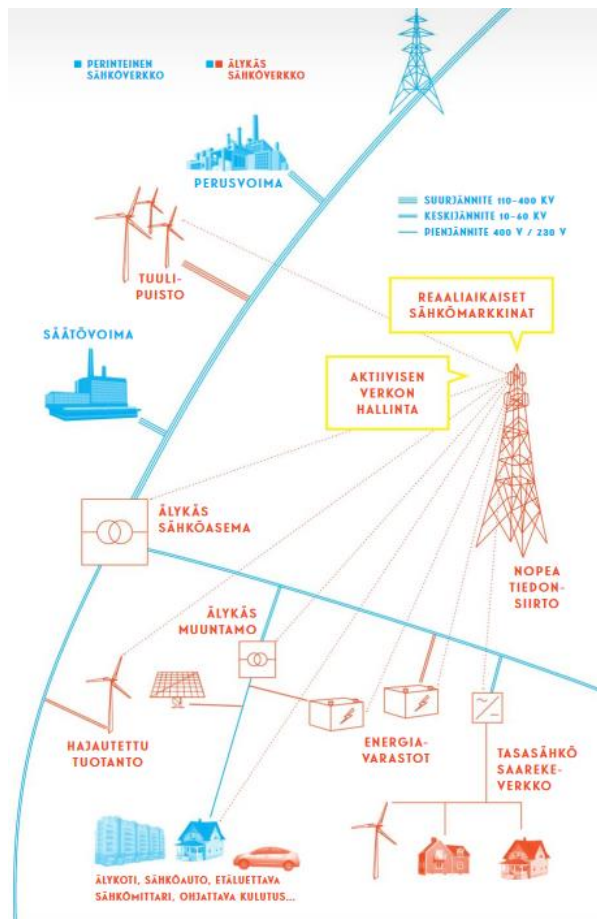 PERINTEINEN
SÄHKÖVERKKO
ÄLYKÄS
SÄHKÖVERKKO
PERUSVOIMA
SUURJÄNNITE 110–400 KV
KESKIJÄNNITE 10–60 KV
PIENJÄNNITE 400 V / 230 V
TUULI-
PUISTO
REAALIAIKAISET
SÄHKÖMARKKINAT
SÄÄTÖVOIMA
AKTIIVISEN
VERKON
HALLINTA
ÄLYKÄS
SÄHKÖASEMA
NOPEA
TIEDON-
SIIRTO
ÄLYKÄS
MUUNTAMO
HAJAUTETTU
TUOTANTO
ENERGIA-
VARASTOT
TASASÄHKÖ
SAAREKE-
VERKKO
ÄLYKOTI, SÄHKÖAUTO, ETÄLUETTAVA
SÄHKÖMITTARI, OHJATTAVA KULUTUS...